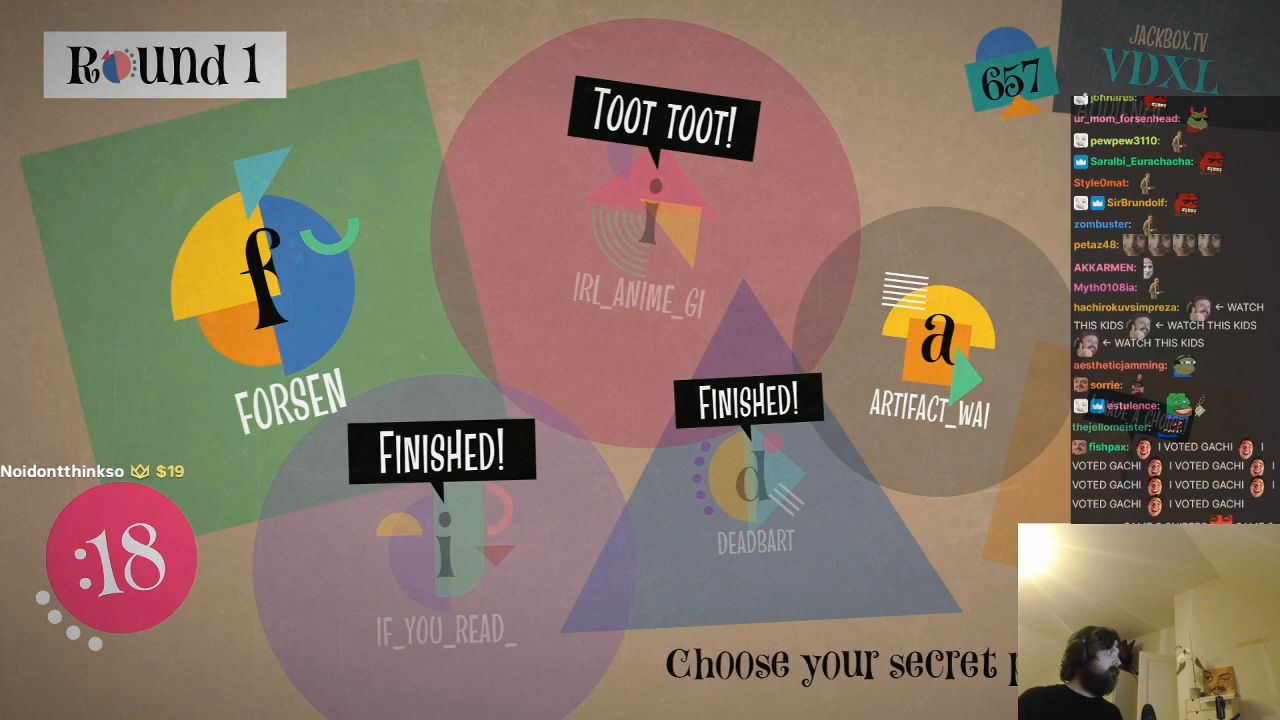 Round 1
JACKBOX.TV
VDXL
657
TOOT TOOT!
i
IRL_ANIME_GI
f
FORSEN
a
ARTIFACT_WAI
FINISHED!
i
IF_YOU_READ_
FINISHED!
d
DEADBART
Noidontthinkso $19
:18
Choose your secret
johnares:
ur_mom_forsenhead:
pewpew3110:
Saralbi_Eurachacha:
Style0mat:
SirBrundolf:
zombuster:
petaz48:
AKKARMEN:
Myth0108ia:
hachirokuvsimpreza: ← WATCH
THIS KIDS ← WATCH THIS KIDS
← WATCH THIS KIDS
aestheticjamming:
sorrie:
estulence:
thejellomeister:
fishpax: I VOTED GACHI I
VOTED GACHI I VOTED GACHI I
VOTED GACHI I VOTED GACHI I
VOTED GACHI I VOTED GACHI